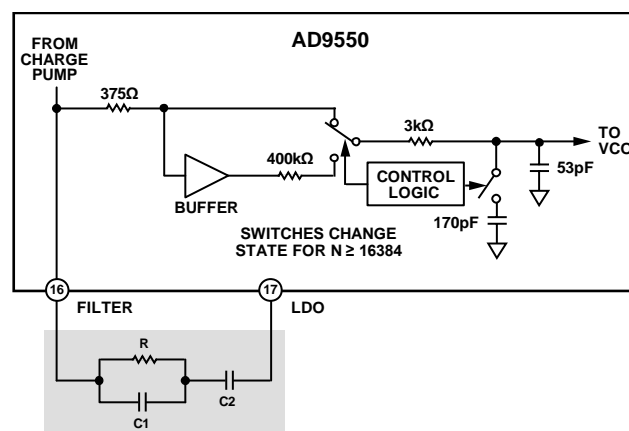 AD9550
FROM
CHARGE
PUMP
375Ω
3kΩ
TO
VCO
400kΩ
BUFFER
CONTROL
LOGIC
53pF
170pF
SWITCHES CHANGE
STATE FOR N ≥ 16384
16
FILTER
17
LDO
R
C1
C2